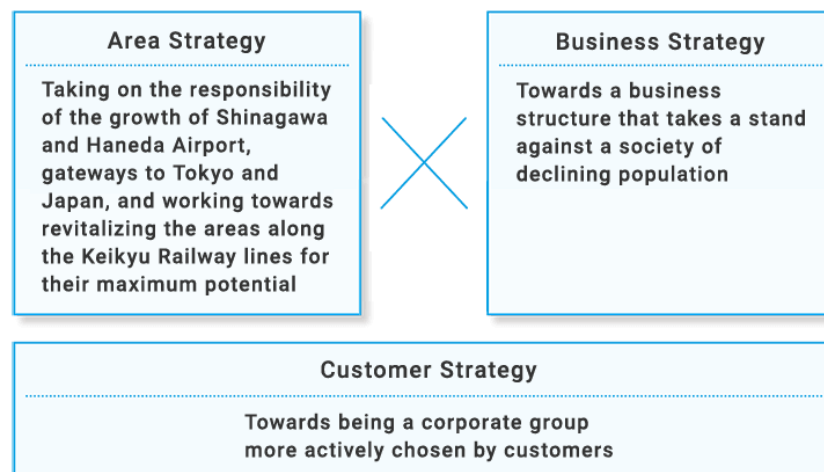 Area Strategy
Taking on the responsibility
of the growth of Shinagawa
and Haneda Airport,
gateways to Tokyo and
Japan, and working towards
revitalizing the areas along
the Keikyu Railway lines for
their maximum potential
Business Strategy
Towards a business
structure that takes a stand
against a society of
declining population
Customer Strategy
Towards being a corporate group
more actively chosen by customers